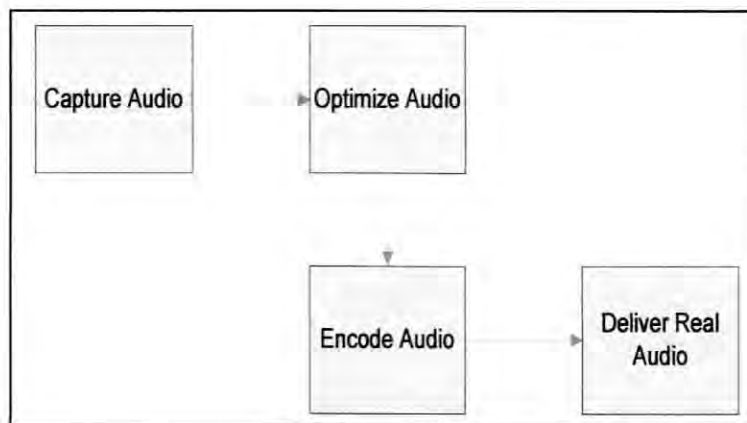 Capture Audio
Optimize Audio
Encode Audio
Deliver Real
Audio